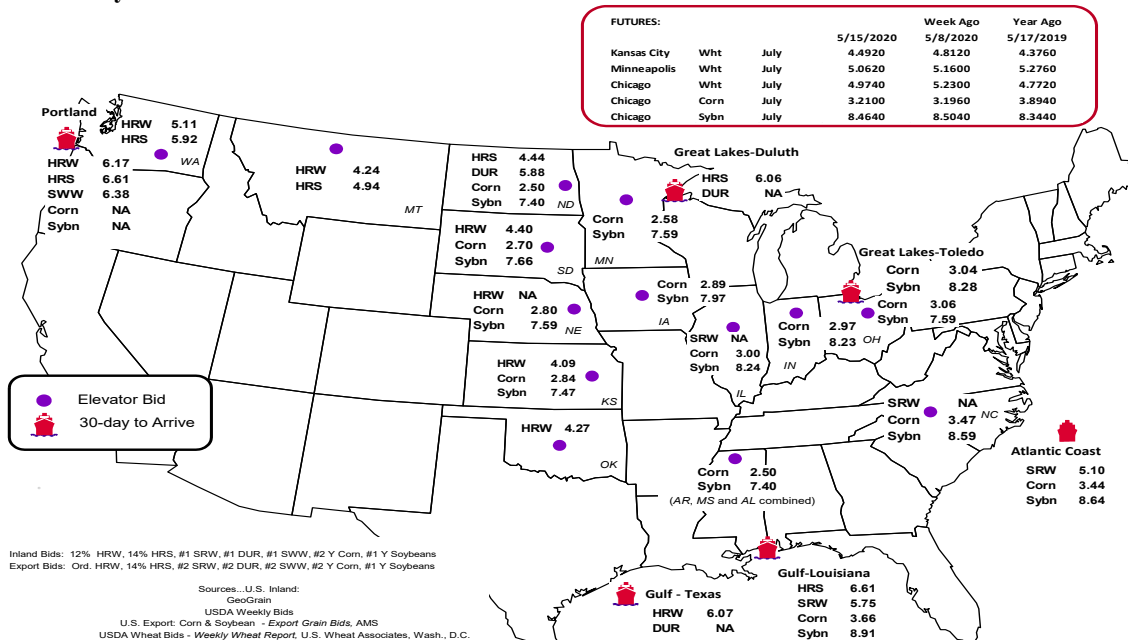 FUTURES: Week Ago Year Ago
5/15/2020 5/8/2020 5/17/2019
Kansas City Wht July 4.4920 4.8120 4.3760
Minneapolis Wht July 5.0620 5.1600 5.2760
Chicago Wht July 4.9740 5.2300 4.7720
Chicago Corn July 3.2100 3.1960 3.8940
Chicago Sybn July 8.4640 8.5040 8.3440
Portland
HRW 6.17
HRS 6.61
SWW 6.38
Corn NA
Sybn NA
HRW 5.11
HRS 5.92
WA
HRW 4.24
HRS 4.94
MT
HRS 4.44
DUR 5.88
Corn 2.50
Sybn 7.40
ND
HRW 4.40
Corn 2.70
Sybn 7.66
SD
HRW NA
Corn 2.80
Sybn 7.59
NE
HRW 4.09
Corn 2.84
Sybn 7.47
KS
HRW 4.27
OK
Great Lakes-Duluth
HRS 6.06
DUR NA
Corn 2.58
Sybn 7.59
MN
Corn 2.89
Sybn 7.97
IA
SRW NA
Corn 3.00
Sybn 8.24
IL
Corn 2.97
Sybn 8.23
IN
Great Lakes-Toledo
Corn 3.04
Sybn 8.28
Corn 3.06
Sybn 7.59
OH
SRW NA
Corn 3.47
Sybn 8.59
NC
Atlantic Coast
SRW 5.10
Corn 3.44
Sybn 8.64
Corn 2.50
Sybn 7.40
(AR, MS and AL combined)
Gulf-Louisiana
HRS 6.61
SRW 5.75
Corn 3.66
Sybn 8.91
Gulf - Texas
HRW 6.07
DUR NA
Elevator Bid
30-day to Arrive
Inland Bids: 12% HRW, 14% HRS, #1 SRW, #1 DUR, #1 SWW, #2 Y Corn, #1 Y Soybeans
Export Bids: Ord. HRW, 14% HRS, #2 SRW, #2 DUR, #2 SWW, #2 Y Corn, #1 Y Soybeans
Sources...U.S. Inland:
GeoGrain
USDA Weekly Bids
U.S. Export: Corn & Soybean - Export Grain Bids, AMS
USDA Wheat Bids - Weekly Wheat Report, U.S. Wheat Associates, Wash., D.C.